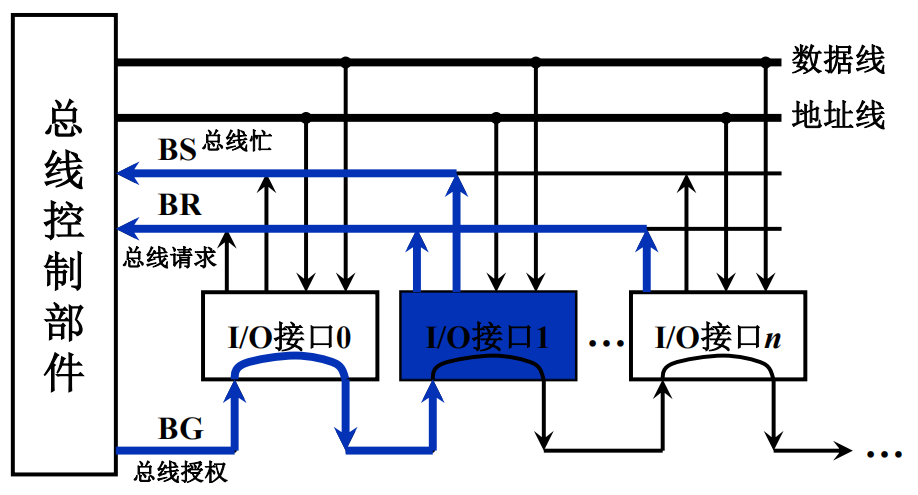 总线控制部件
数据线
地址线
BS 总线忙
BR
总线请求
I/O接口0
I/O接口1
…
I/O接口n
BG
总线授权
…